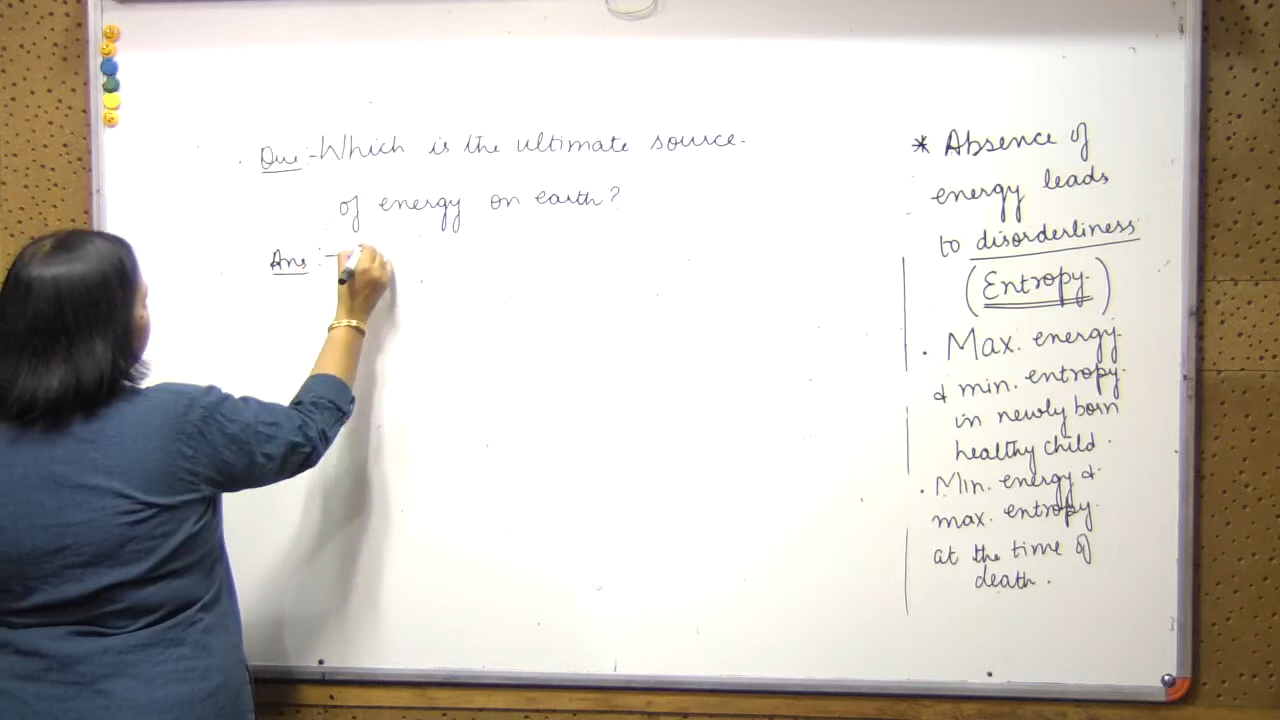 Que:- Which is the ultimate source.
of energy on earth?
Ans :-
* Absence of
energy leads
to disorderliness
(Entropy.)
. Max. energy.
& min. entropy.
in newly born
healthy child.
. Min. energy &
max. entropy.
at the time of
death.